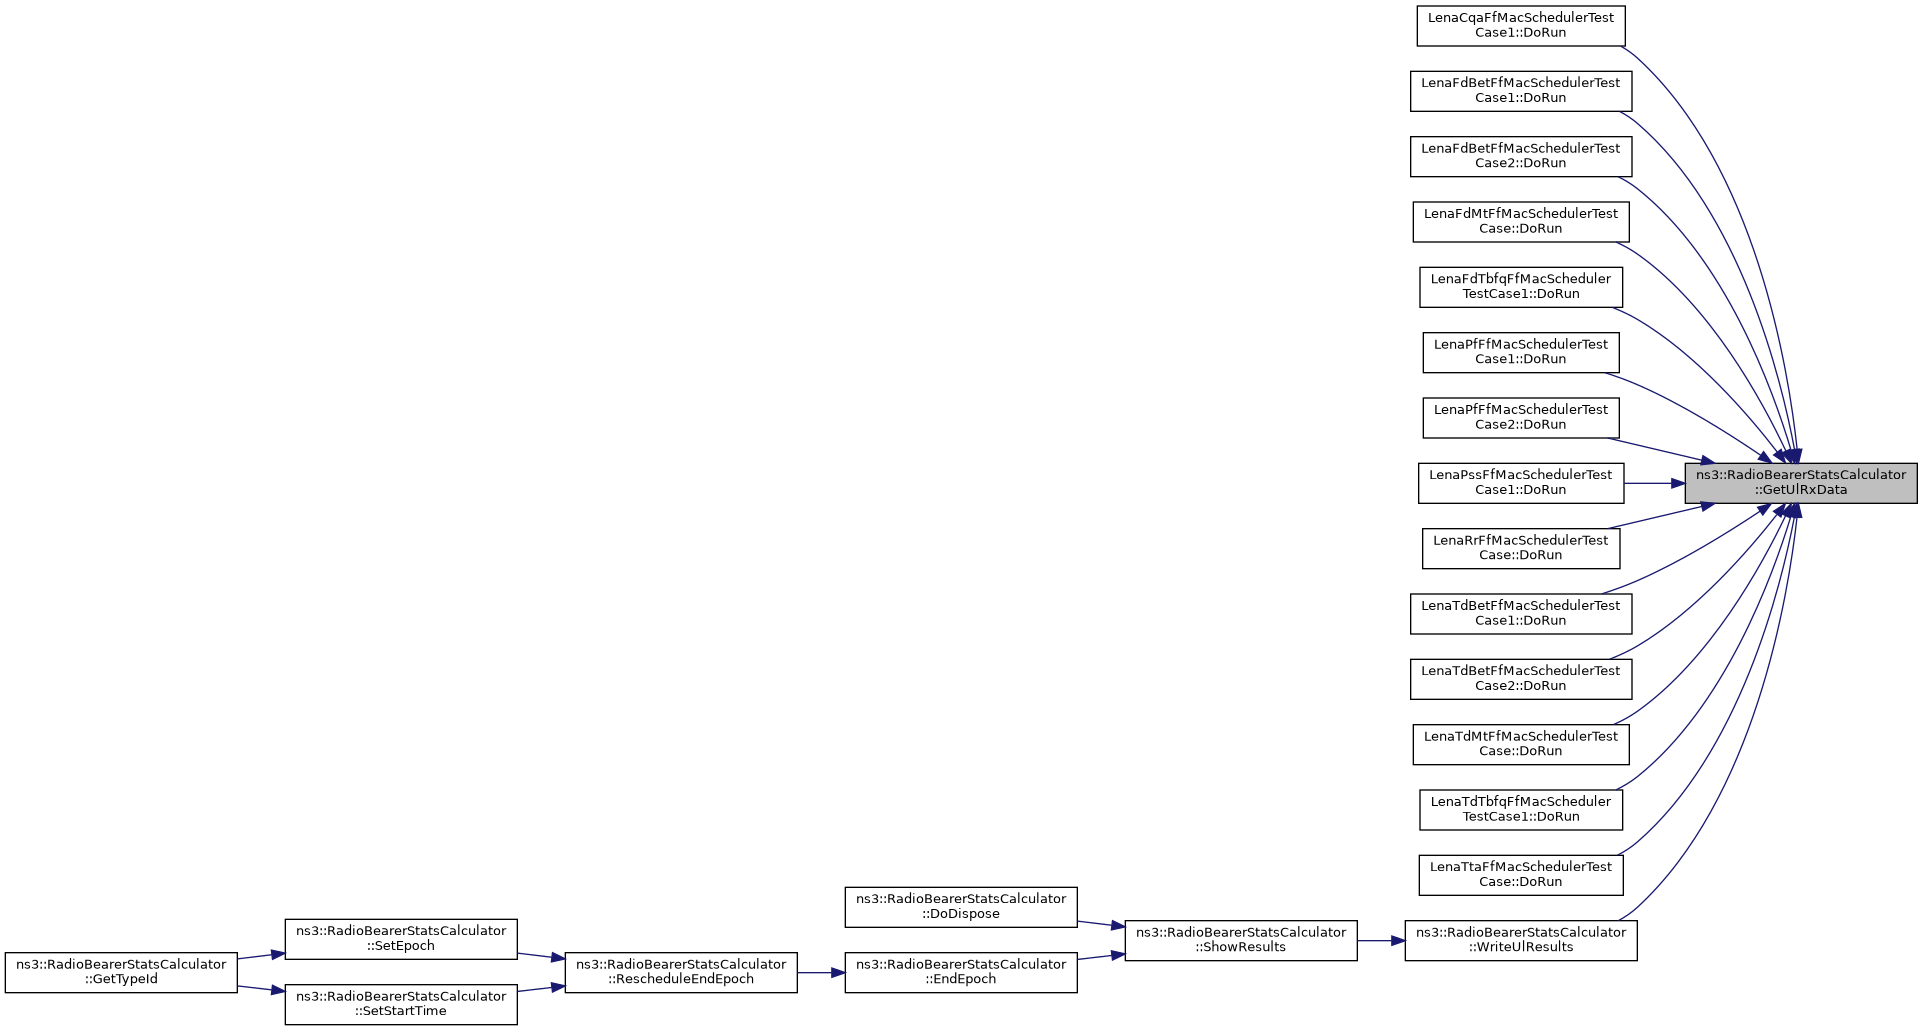 LenaCqaFfMacSchedulerTest
Case1::DoRun
LenaFdBetFfMacSchedulerTest
Case1::DoRun
LenaFdBetFfMacSchedulerTest
Case2::DoRun
LenaFdMtFfMacSchedulerTest
Case::DoRun
LenaFdTbfqFfMacScheduler
TestCase1::DoRun
LenaPfFfMacSchedulerTest
Case1::DoRun
LenaPfFfMacSchedulerTest
Case2::DoRun
LenaPssFfMacSchedulerTest
Case1::DoRun
ns3::RadioBearerStatsCalculator
::GetUlRxData
LenaRrFfMacSchedulerTest
Case::DoRun
LenaTdBetFfMacSchedulerTest
Case1::DoRun
LenaTdBetFfMacSchedulerTest
Case2::DoRun
LenaTdMtFfMacSchedulerTest
Case::DoRun
LenaTdTbfqFfMacScheduler
TestCase1::DoRun
LenaTtaFfMacSchedulerTest
Case::DoRun
ns3::RadioBearerStatsCalculator
::WriteUlResults
ns3::RadioBearerStatsCalculator
::ShowResults
ns3::RadioBearerStatsCalculator
::DoDispose
ns3::RadioBearerStatsCalculator
::EndEpoch
ns3::RadioBearerStatsCalculator
::RescheduleEndEpoch
ns3::RadioBearerStatsCalculator
::SetEpoch
ns3::RadioBearerStatsCalculator
::SetStartTime
ns3::RadioBearerStatsCalculator
::GetTypeId